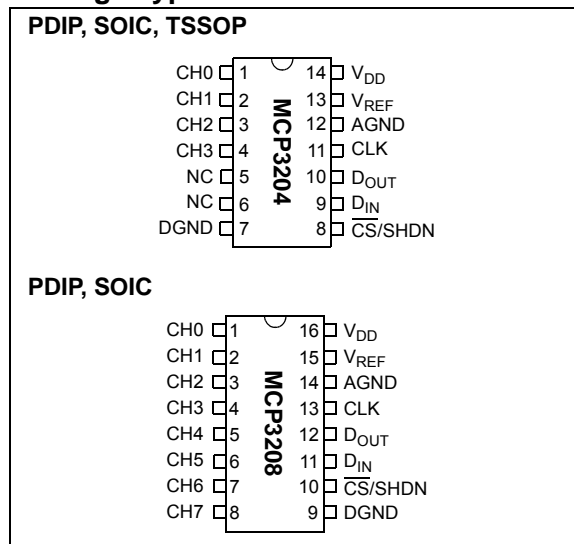 PDIP, SOIC, TSSOP
CH0 1 14 VDD
CH1 2 13 VREF
CH2 3 12 AGND
CH3 4 11 CLK
NC 5 10 DOUT
NC 6 9 DIN
DGND 7 8 CS/SHDN
MCP3204
PDIP, SOIC
CH0 1 16 VDD
CH1 2 15 VREF
CH2 3 14 AGND
CH3 4 13 CLK
CH4 5 12 DOUT
CH5 6 11 DIN
CH6 7 10 CS/SHDN
CH7 8 9 DGND
MCP3208